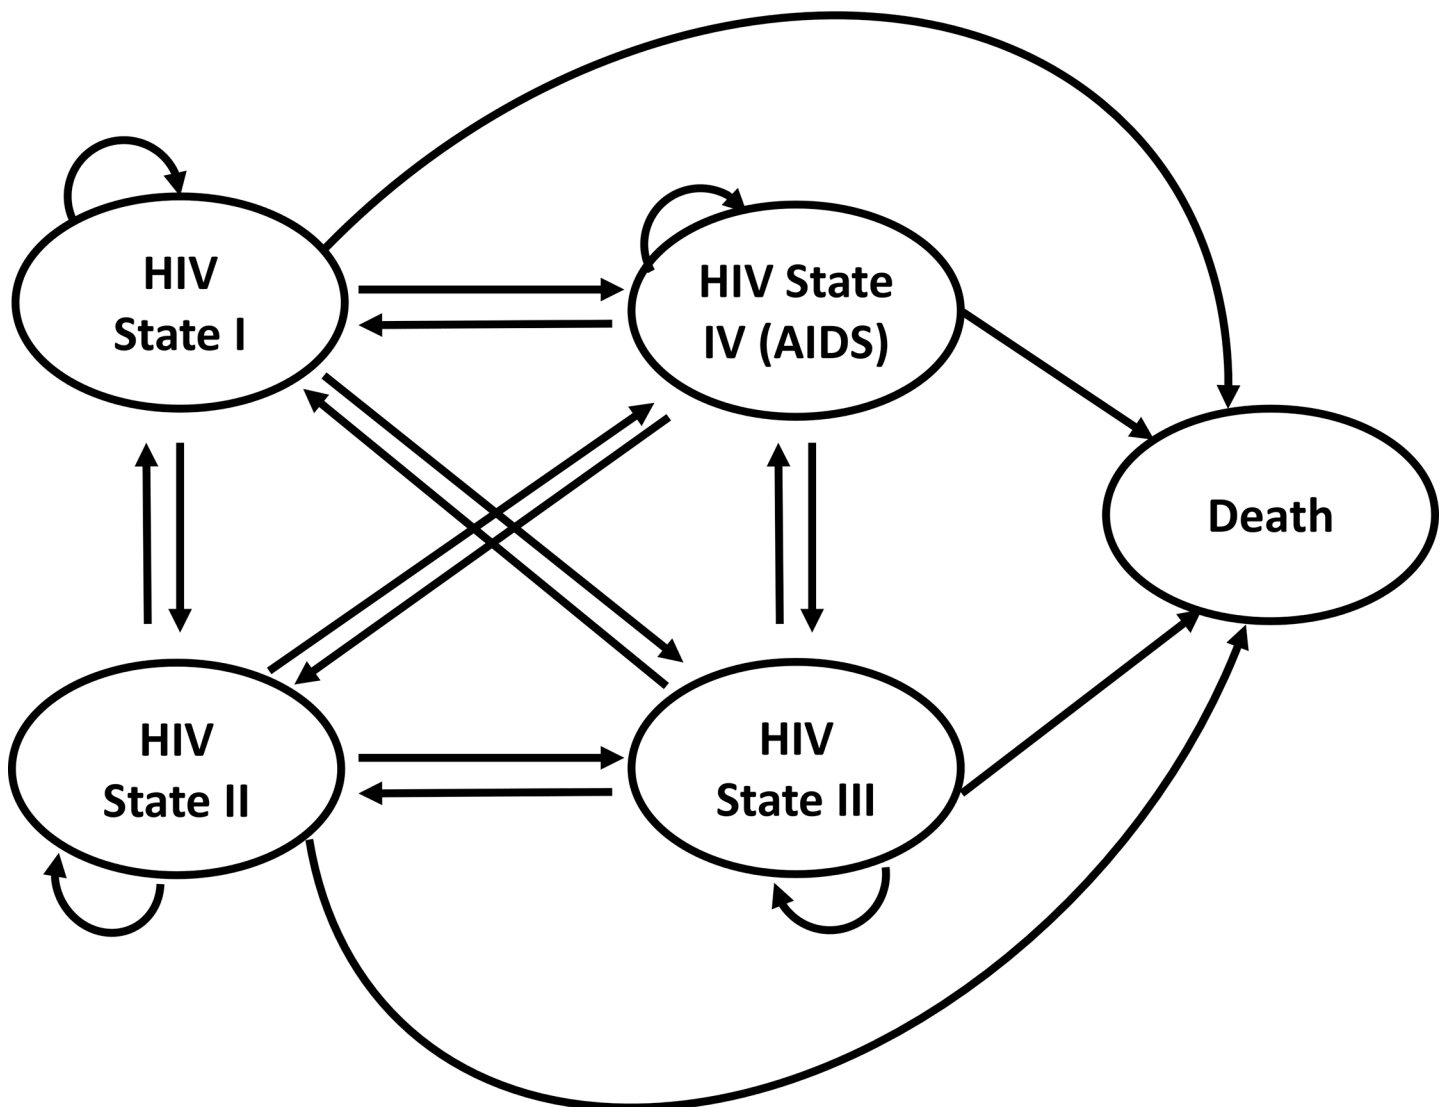 HIV
State I
HIV State
IV (AIDS)
Death
HIV
State II
HIV
State III